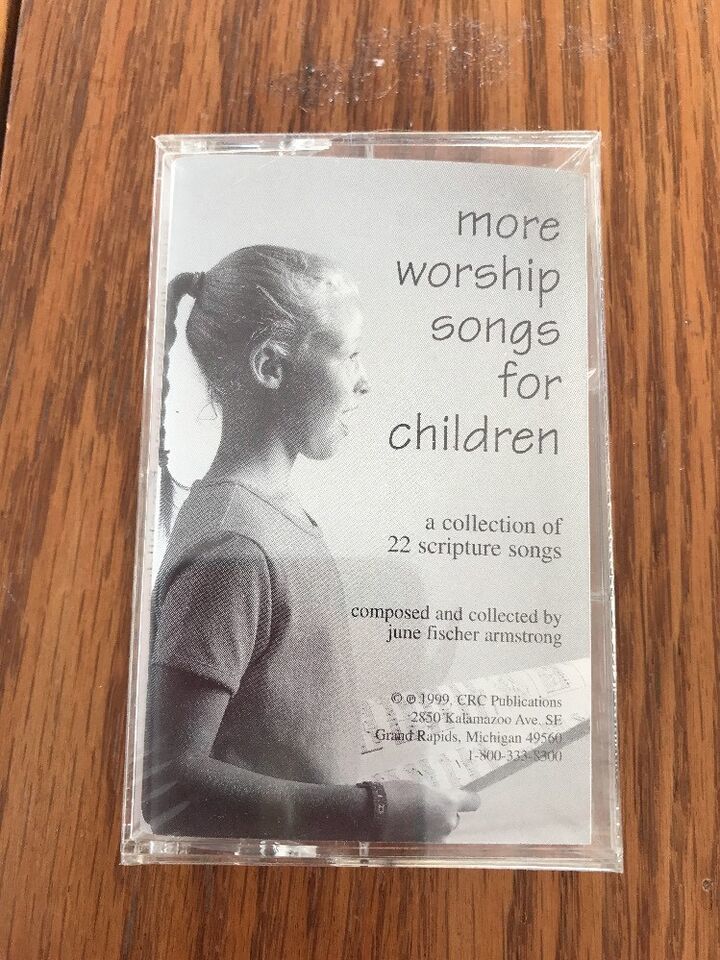 more
worship
songs
for
children
a collection of
22 scripture songs
composed and collected by
june fischer armstrong
© ℗ 1999, CRC Publications
2850 Kalamazoo Ave. SE
Grand Rapids, Michigan 49560
1-800-333-8300